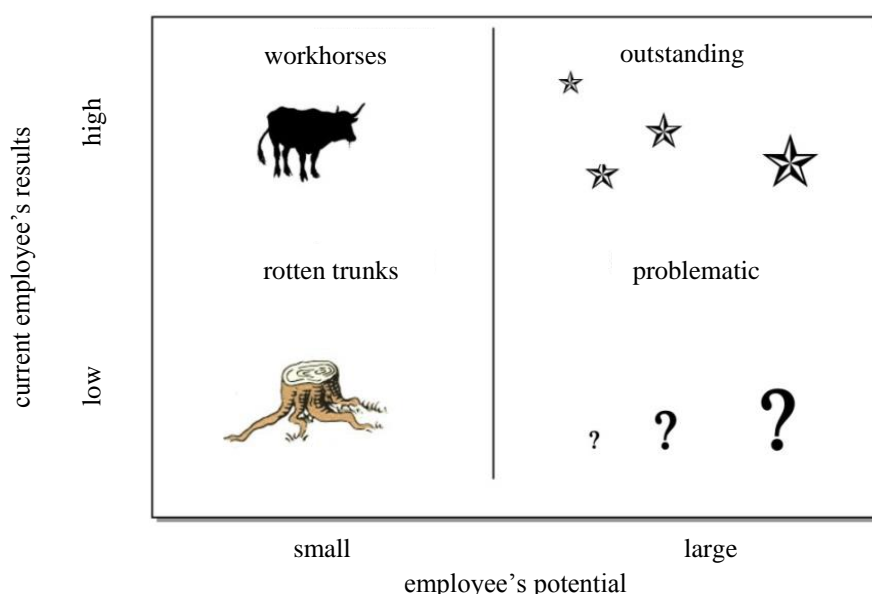 workhorses
outstanding
high
current employee's results
rotten trunks
problematic
low
?
?
?
small
large
employee's potential